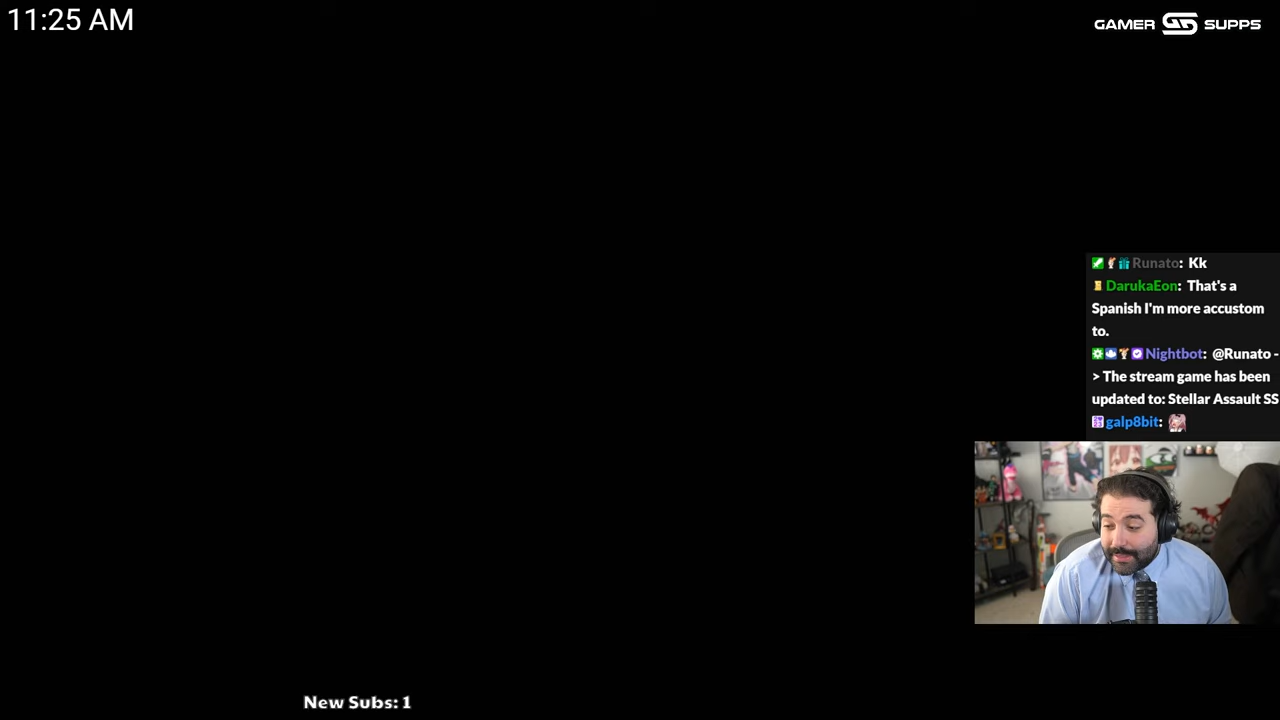 11:25 AM
GAMER SUPPS
Runato: Kk
DarukaEon: That's a
Spanish I'm more accustom
to.
Nightbot: @Runato -
> The stream game has been
updated to: Stellar Assault SS
galp8bit:
New Subs: 1